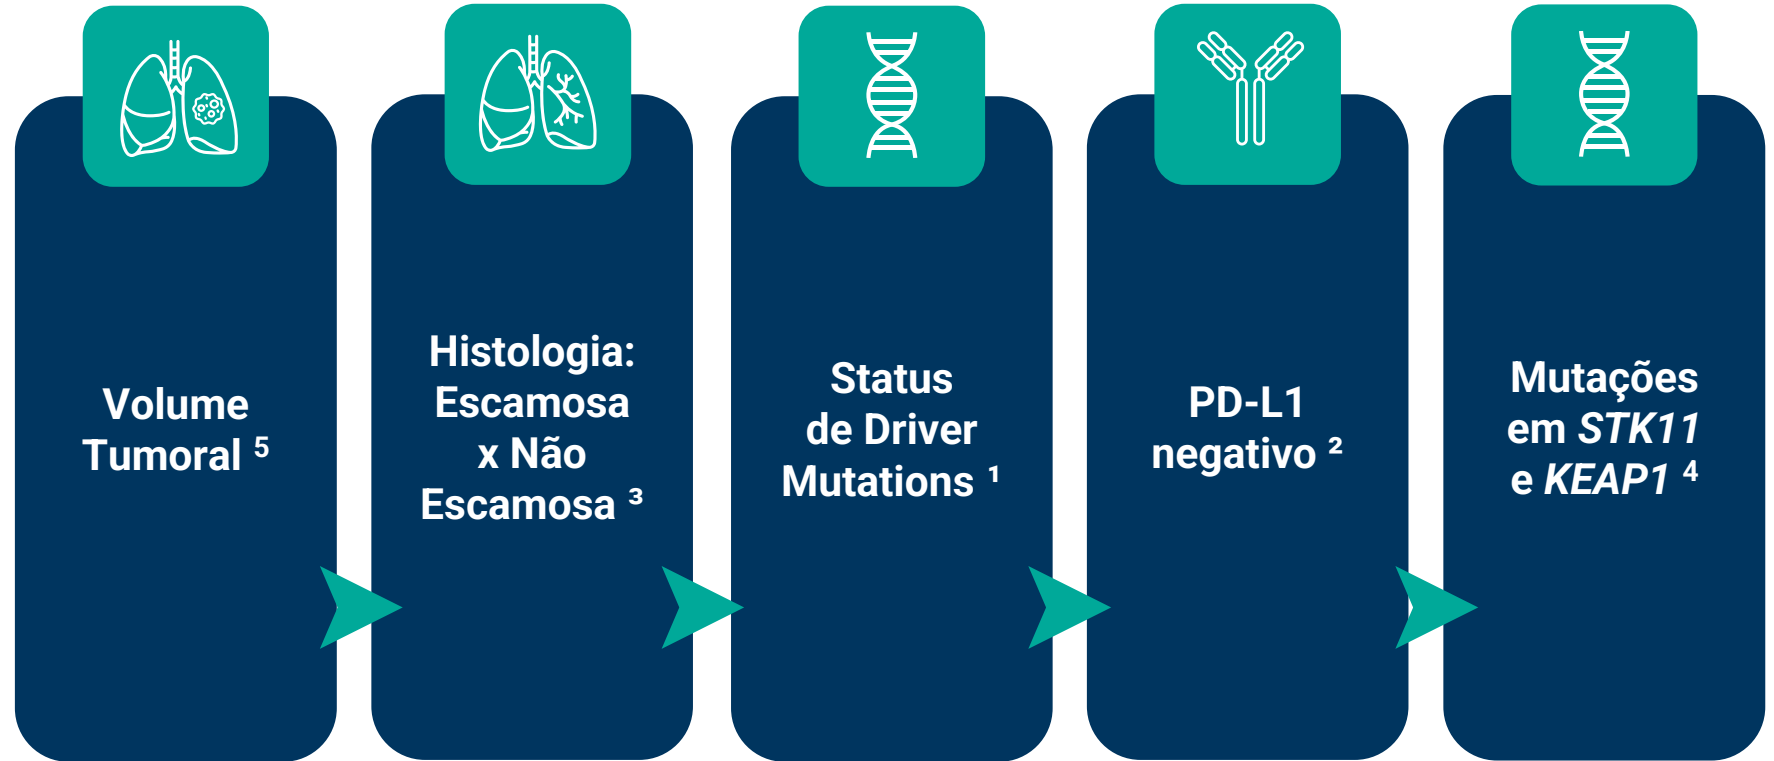 Volume
Tumoral ⁵
Histologia:
Escamosa
x Não
Escamosa ³
Status
de Driver
Mutations ¹
PD-L1
negativo ²
Mutações
em STK11
e KEAP1 ⁴